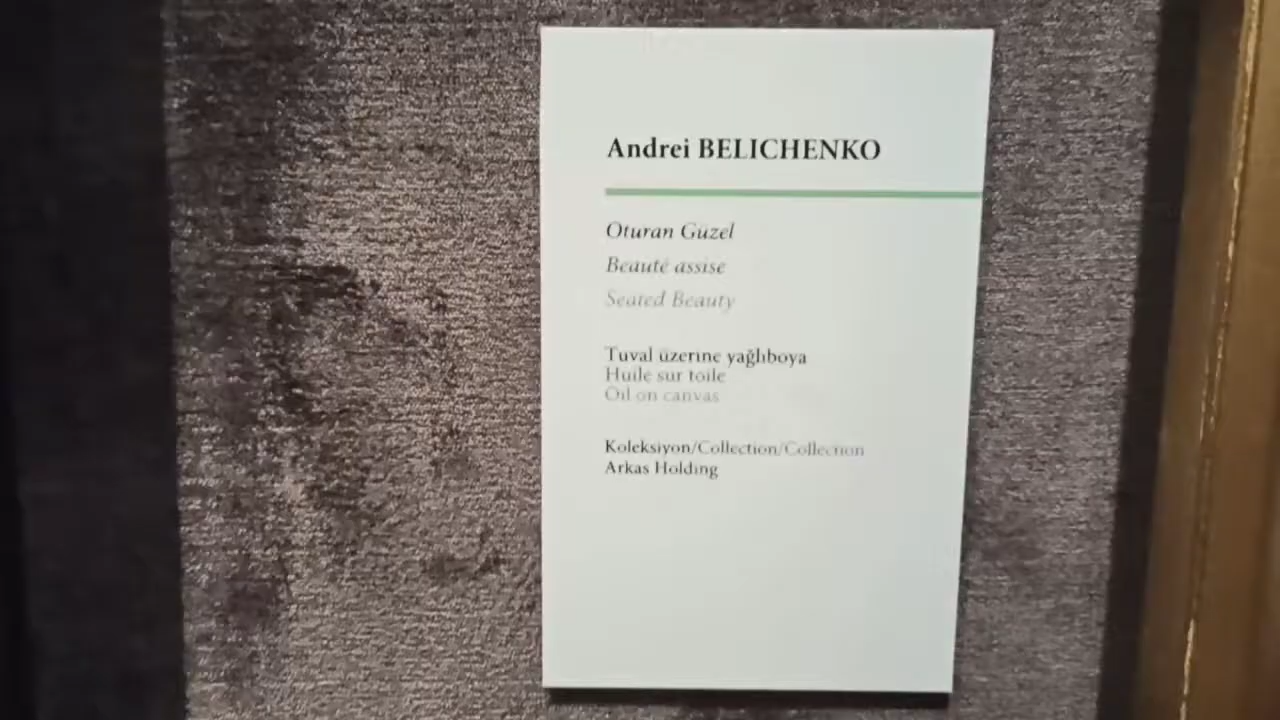 Andrei BELICHENKO
Oturan Güzel
Beauté assise
Seated Beauty
Tuval üzerine yağlıboya
Huile sur toile
Oil on canvas
Koleksiyon/Collection/Collection
Arkas Holding